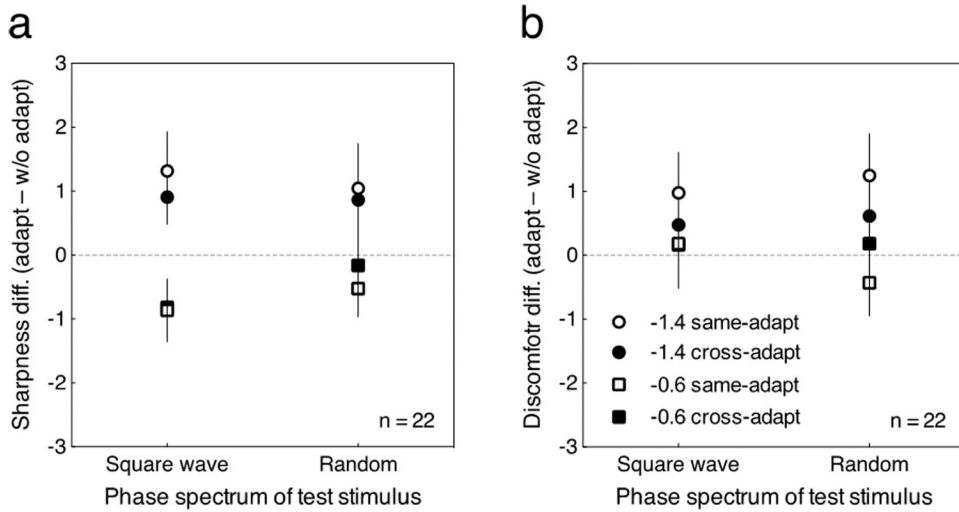 a
3
2
1
0
-1
-2
-3
Sharpness diff. (adapt – w/o adapt)
n = 22
Square wave
Random
Phase spectrum of test stimulus
b
3
2
1
0
-1
-2
-3
Discomfotr diff. (adapt – w/o adapt)
-1.4 same-adapt
-1.4 cross-adapt
-0.6 same-adapt
-0.6 cross-adapt
n = 22
Square wave
Random
Phase spectrum of test stimulus